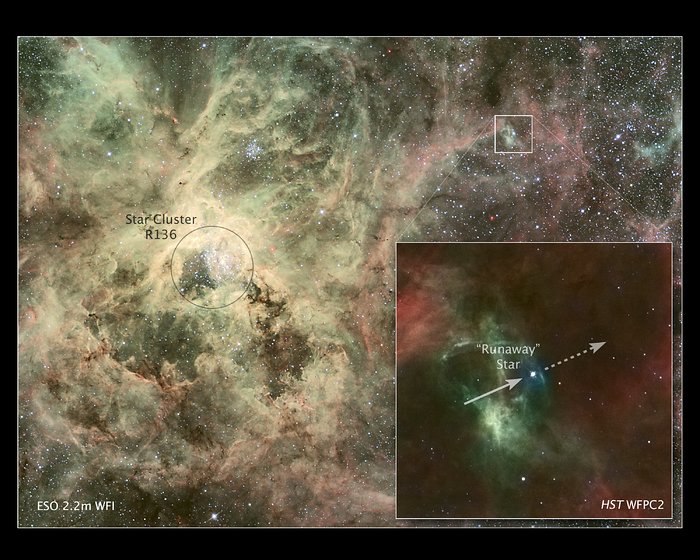 Star Cluster
R136
"Runaway"
Star
ESO 2.2m WFI
HST WFPC2